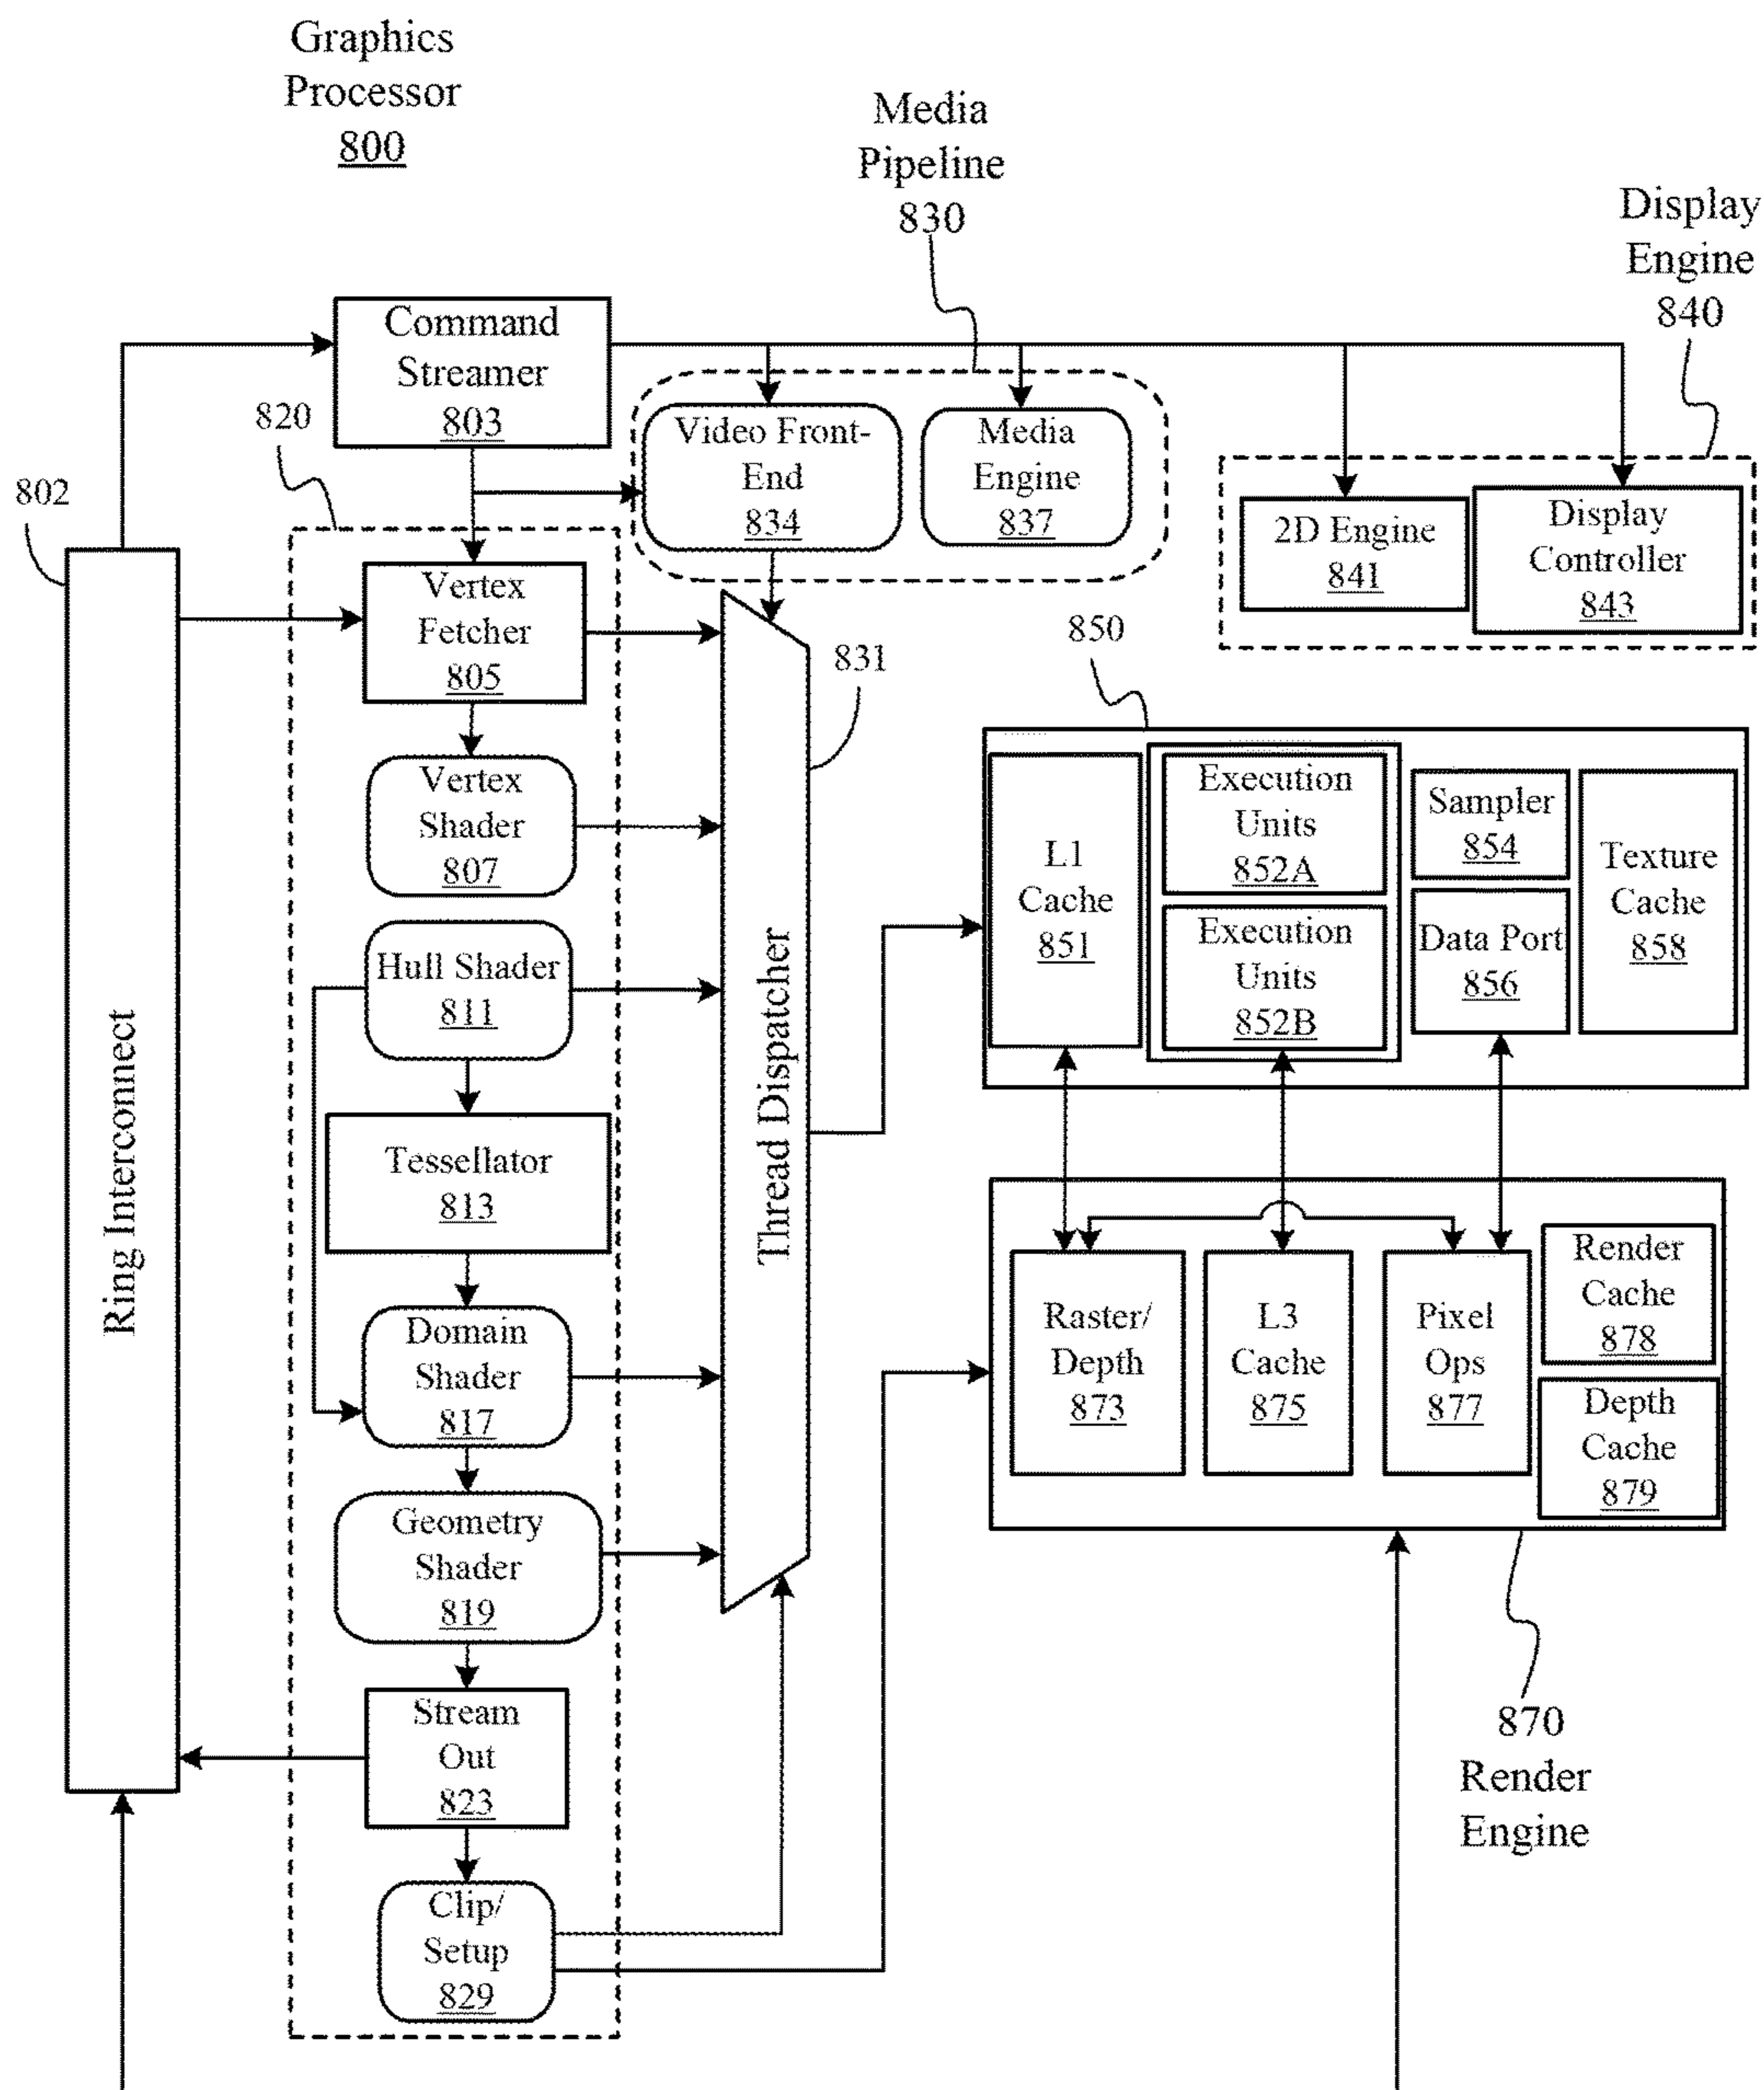 Graphics
Processor
800
Media
Pipeline
830
Display
Engine
840
Command
Streamer
803
820
802
Video Front-
End
834
Media
Engine
837
2D Engine
841
Display
Controller
843
Vertex
Fetcher
805
850
831
Vertex
Shader
807
L1
Cache
851
Execution
Units
852A
Execution
Units
852B
Sampler
854
Data Port
856
Texture
Cache
858
Hull Shader
811
Ring Interconnect
Thread Dispatcher
Tessellator
813
Domain
Shader
817
Raster/
Depth
873
L3
Cache
875
Pixel
Ops
877
Render
Cache
878
Depth
Cache
879
Geometry
Shader
819
Stream
Out
823
870
Render
Engine
Clip/
Setup
829